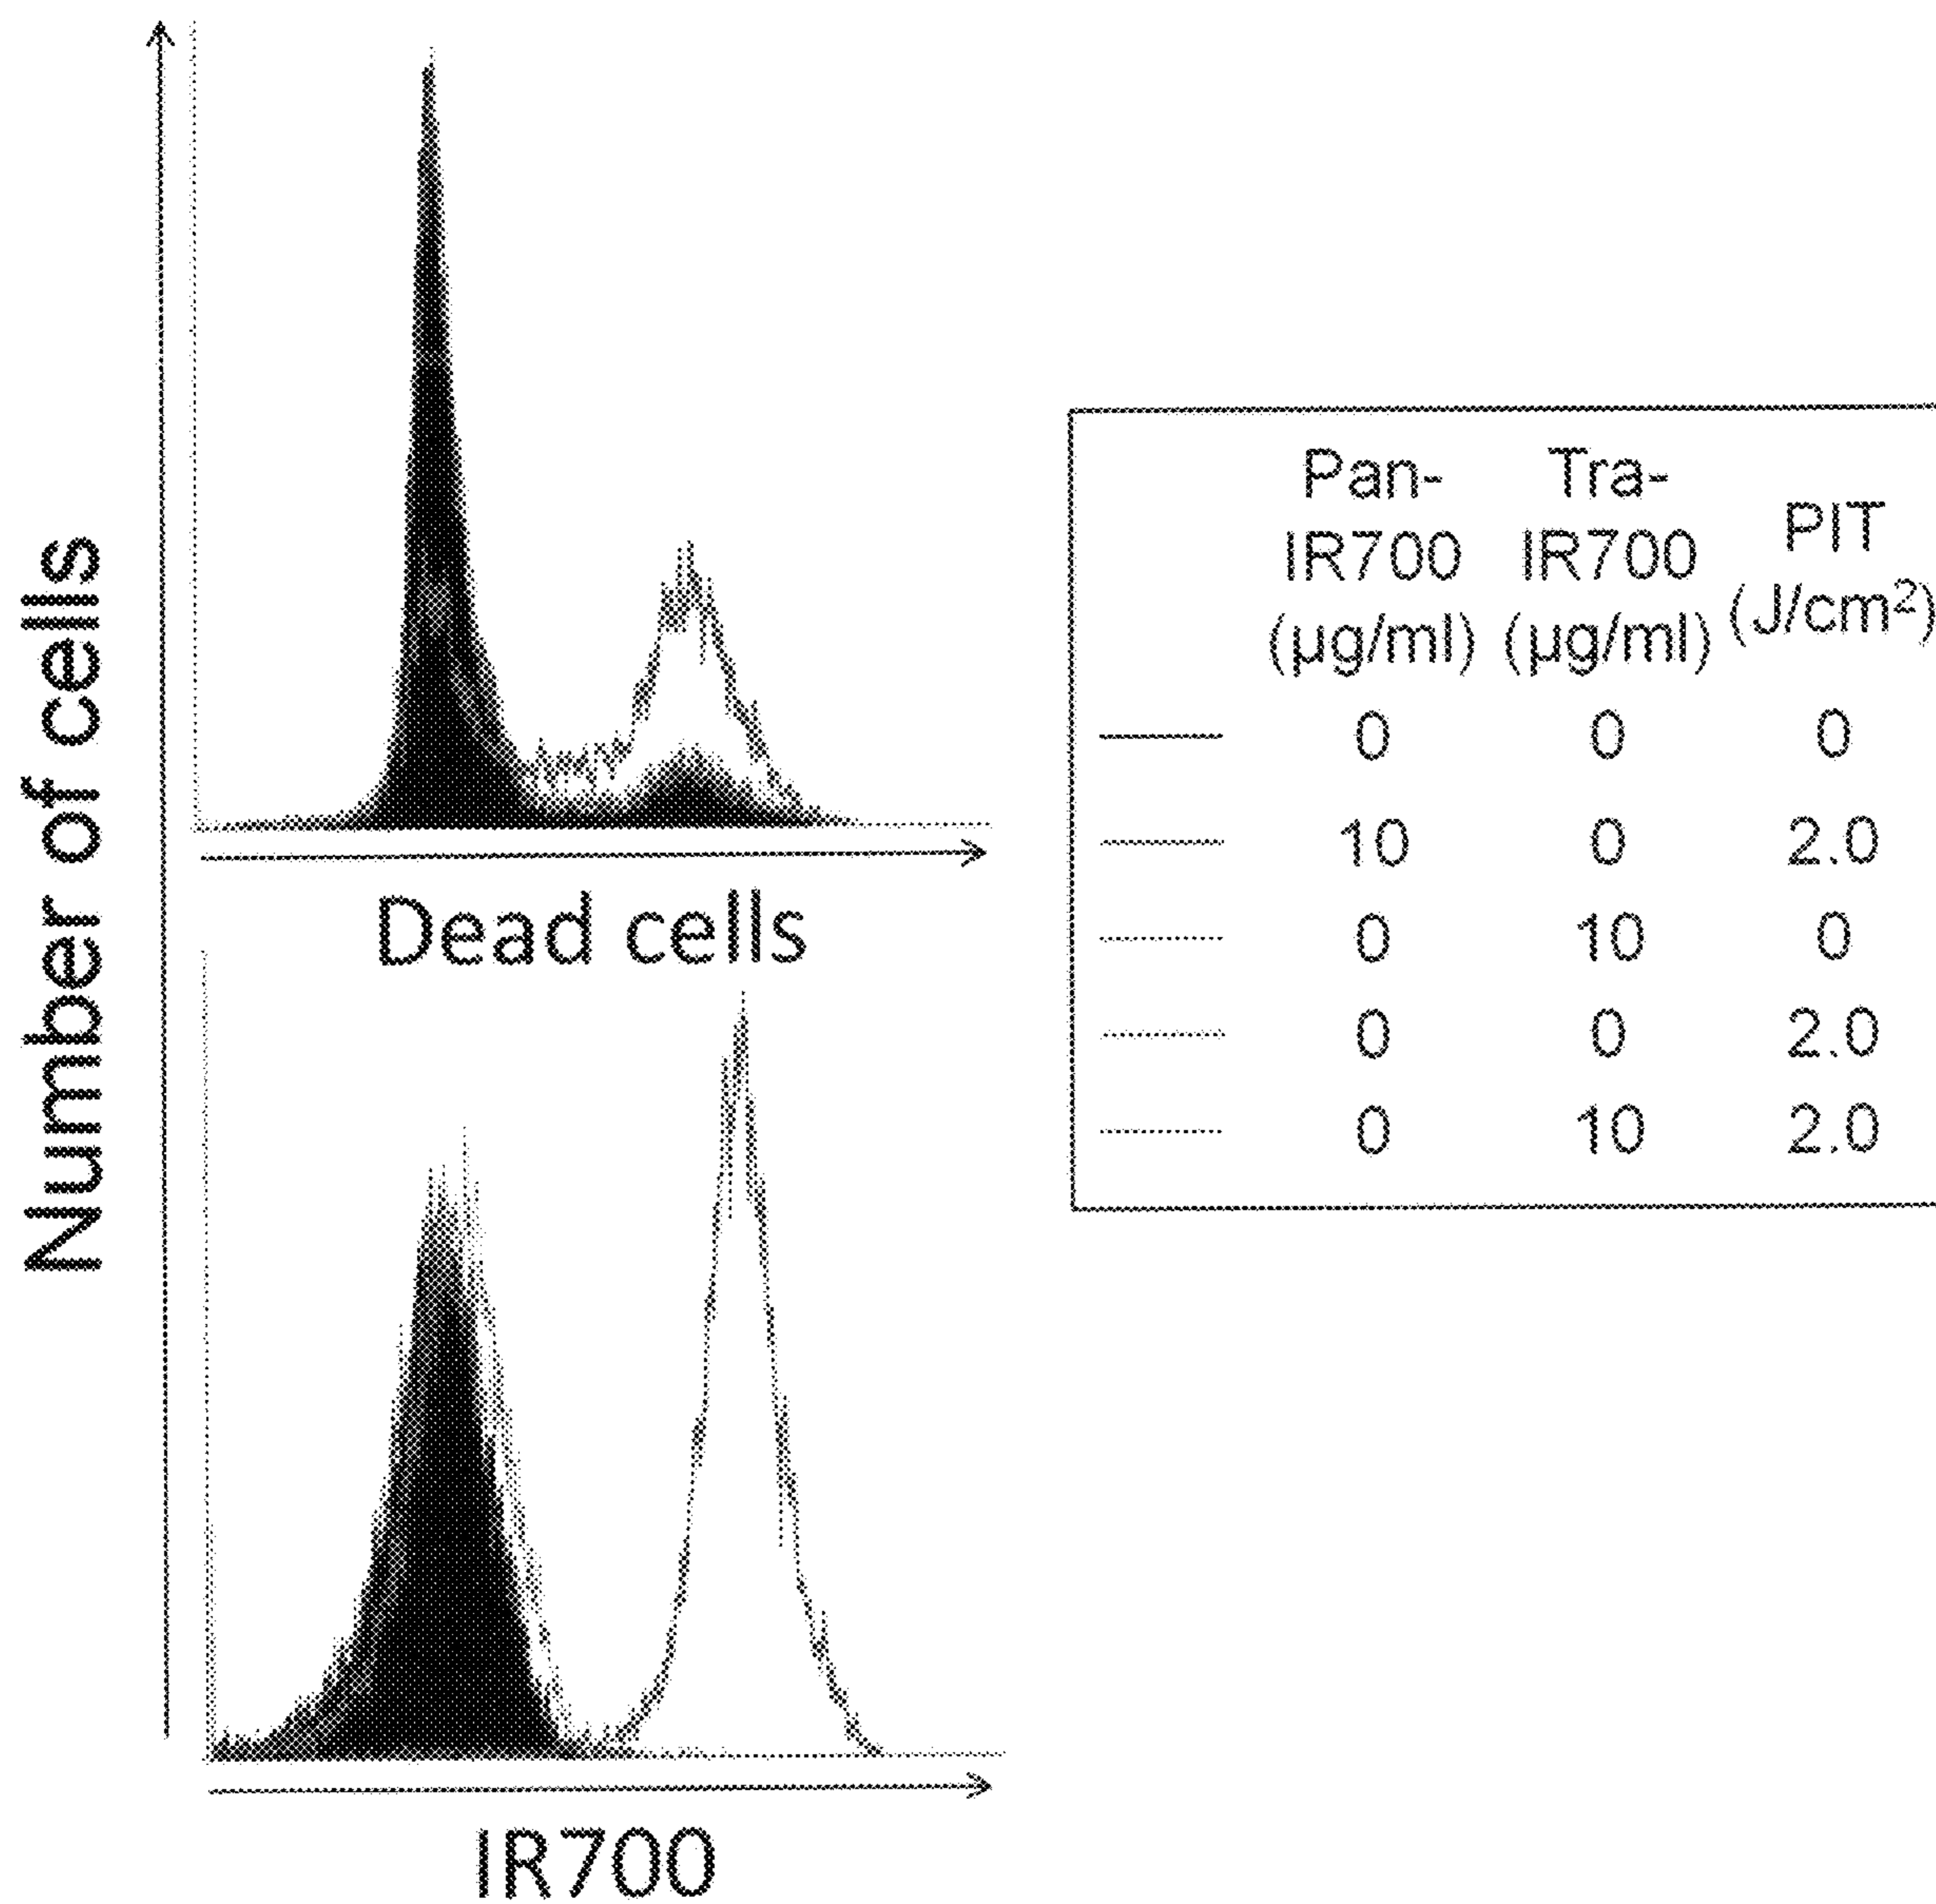 Number of cells
Dead cells
IR700
Pan- Tra-
IR700 IR700 PIT
(µg/ml) (µg/ml) (J/cm²)
0 0 0
10 0 2.0
0 10 0
0 0 2.0
0 10 2.0